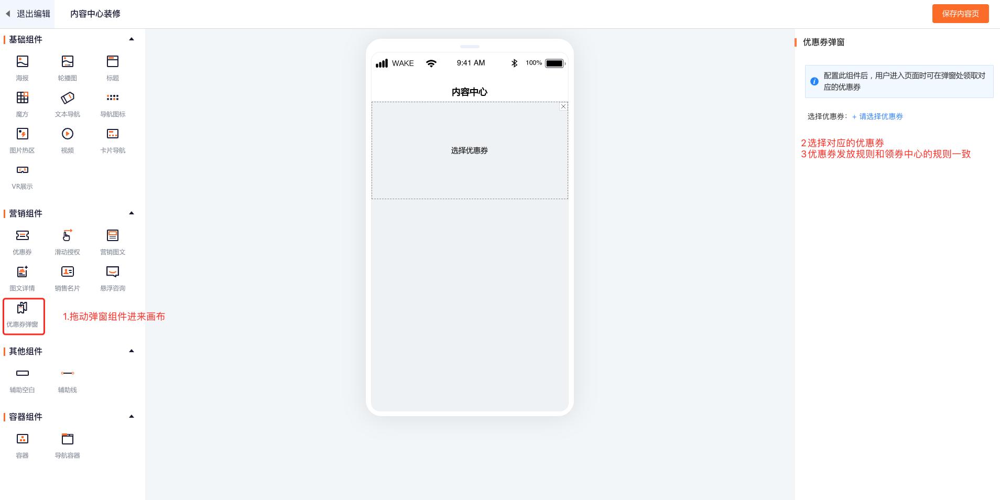 退出编辑
内容中心装修
保存内容页
基础组件
海报
轮播图
标题
魔方
文本导航
导航图标
图片热区
视频
卡片导航
VR
VR展示
营销组件
优惠券
滑动授权
营销图文
图文详情
销售名片
悬浮咨询
优惠券弹窗
1.拖动弹窗组件进来画布
其他组件
辅助空白
辅助线
容器组件
容器
导航容器
WAKE
9:41 AM
100%
内容中心
选择优惠券
优惠券弹窗
配置此组件后，用户进入页面时可在弹窗处领取对
应的优惠券
选择优惠券： + 请选择优惠券
2选择对应的优惠券
3优惠券发放规则和领券中心的规则一致